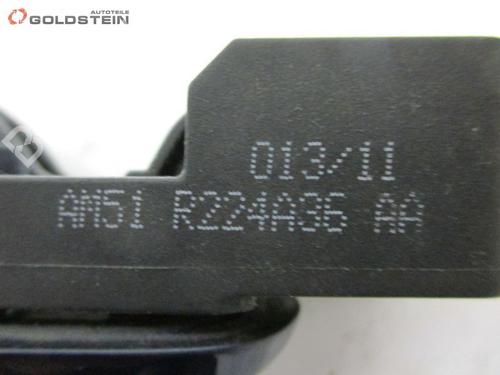 AUTOTEILE
GOLDSTEIN
013/11
AM51 R224A36 AA